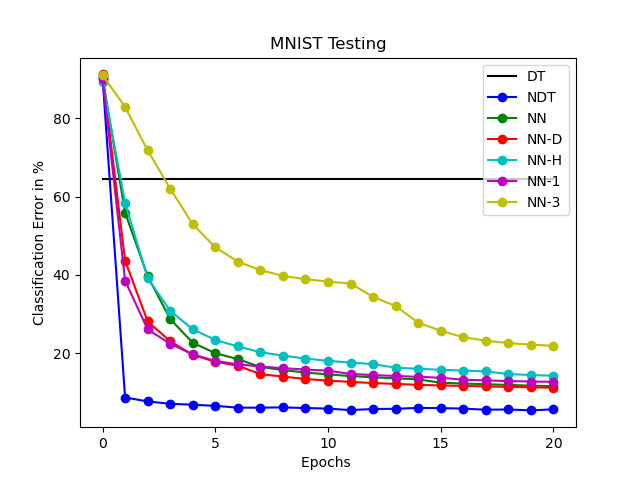 MNIST Testing
Classification Error in %
80
60
40
20
0
5
10
15
20
Epochs
DT
NDT
NN
NN-D
NN-H
NN-1
NN-3